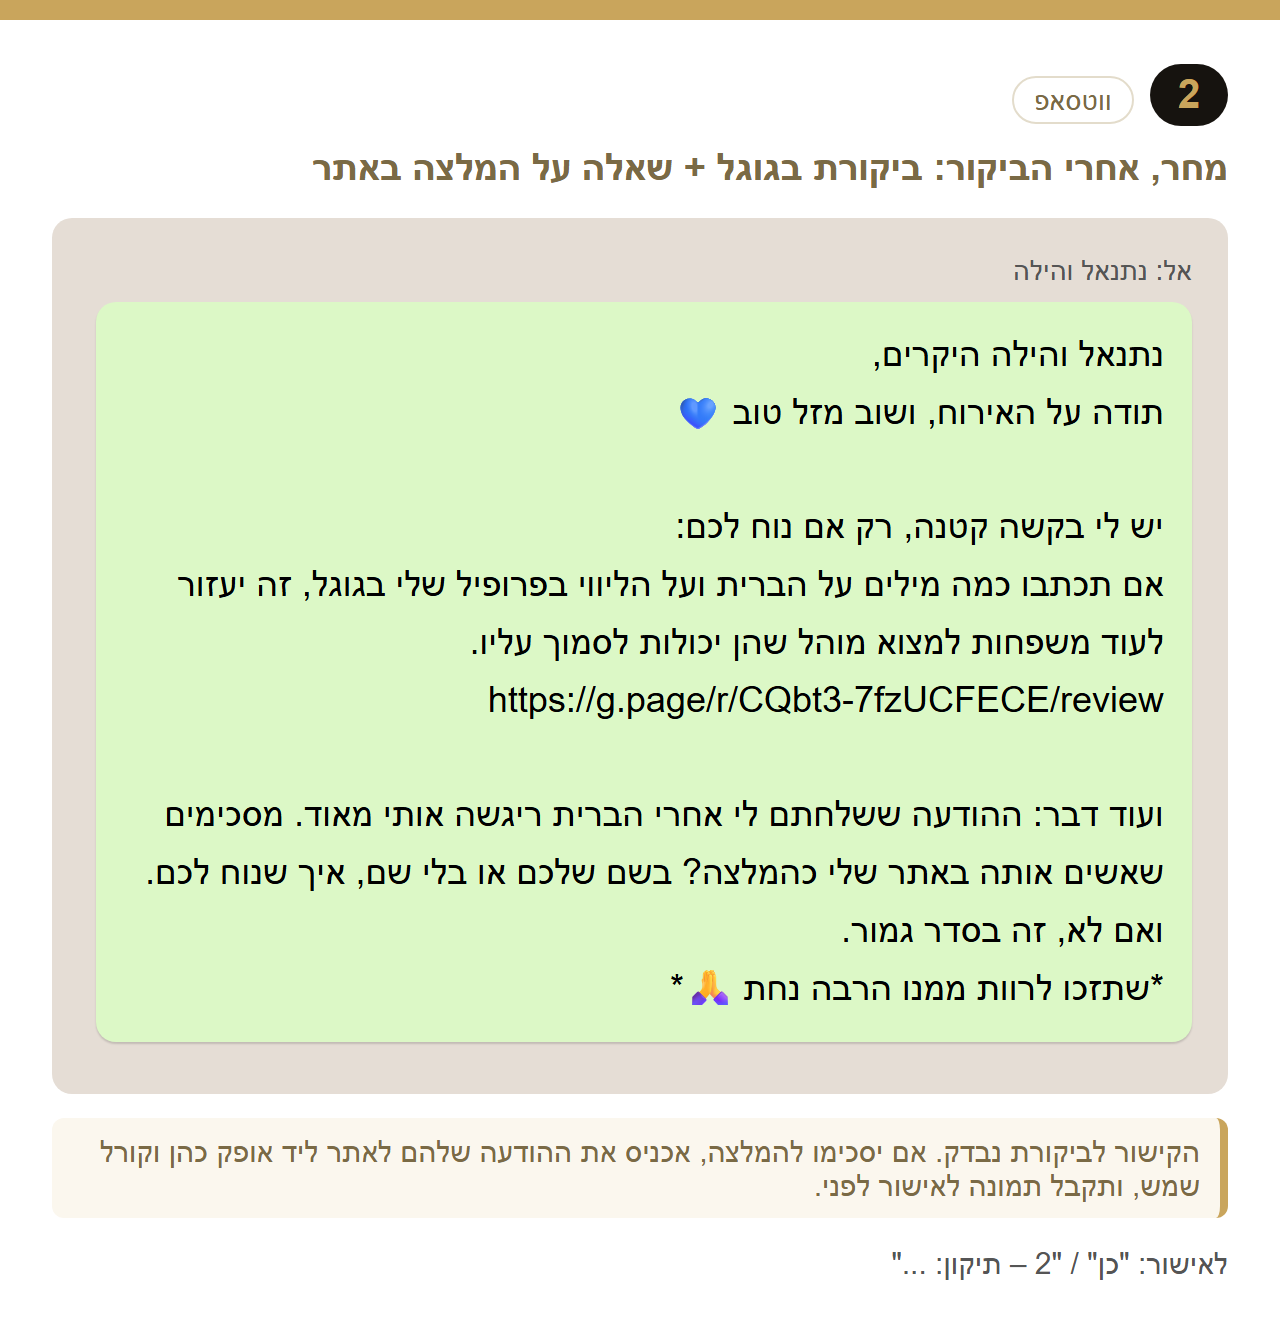 2
ווטסאפ
מחר, אחרי הביקור: ביקורת בגוגל + שאלה על המלצה באתר
אל: נתנאל והילה
נתנאל והילה היקרים,
תודה על האירוח, ושוב מזל טוב 💙
יש לי בקשה קטנה, רק אם נוח לכם:
אם תכתבו כמה מילים על הברית ועל הליווי בפרופיל שלי בגוגל, זה יעזור
לעוד משפחות למצוא מוהל שהן יכולות לסמוך עליו.
https://g.page/r/CQbt3-7fzUCFECE/review
ועוד דבר: ההודעה ששלחתם לי אחרי הברית ריגשה אותי מאוד. מסכימים
שאשים אותה באתר שלי כהמלצה? בשם שלכם או בלי שם, איך שנוח לכם.
ואם לא, זה בסדר גמור.
*שתזכו לרוות ממנו הרבה נחת 🙏*
הקישור לביקורת נבדק. אם יסכימו להמלצה, אכניס את ההודעה שלהם לאתר ליד אופק כהן וקורל
שמש, ותקבל תמונה לאישור לפני.
לאישור: "כן" / "2 – תיקון: ..."